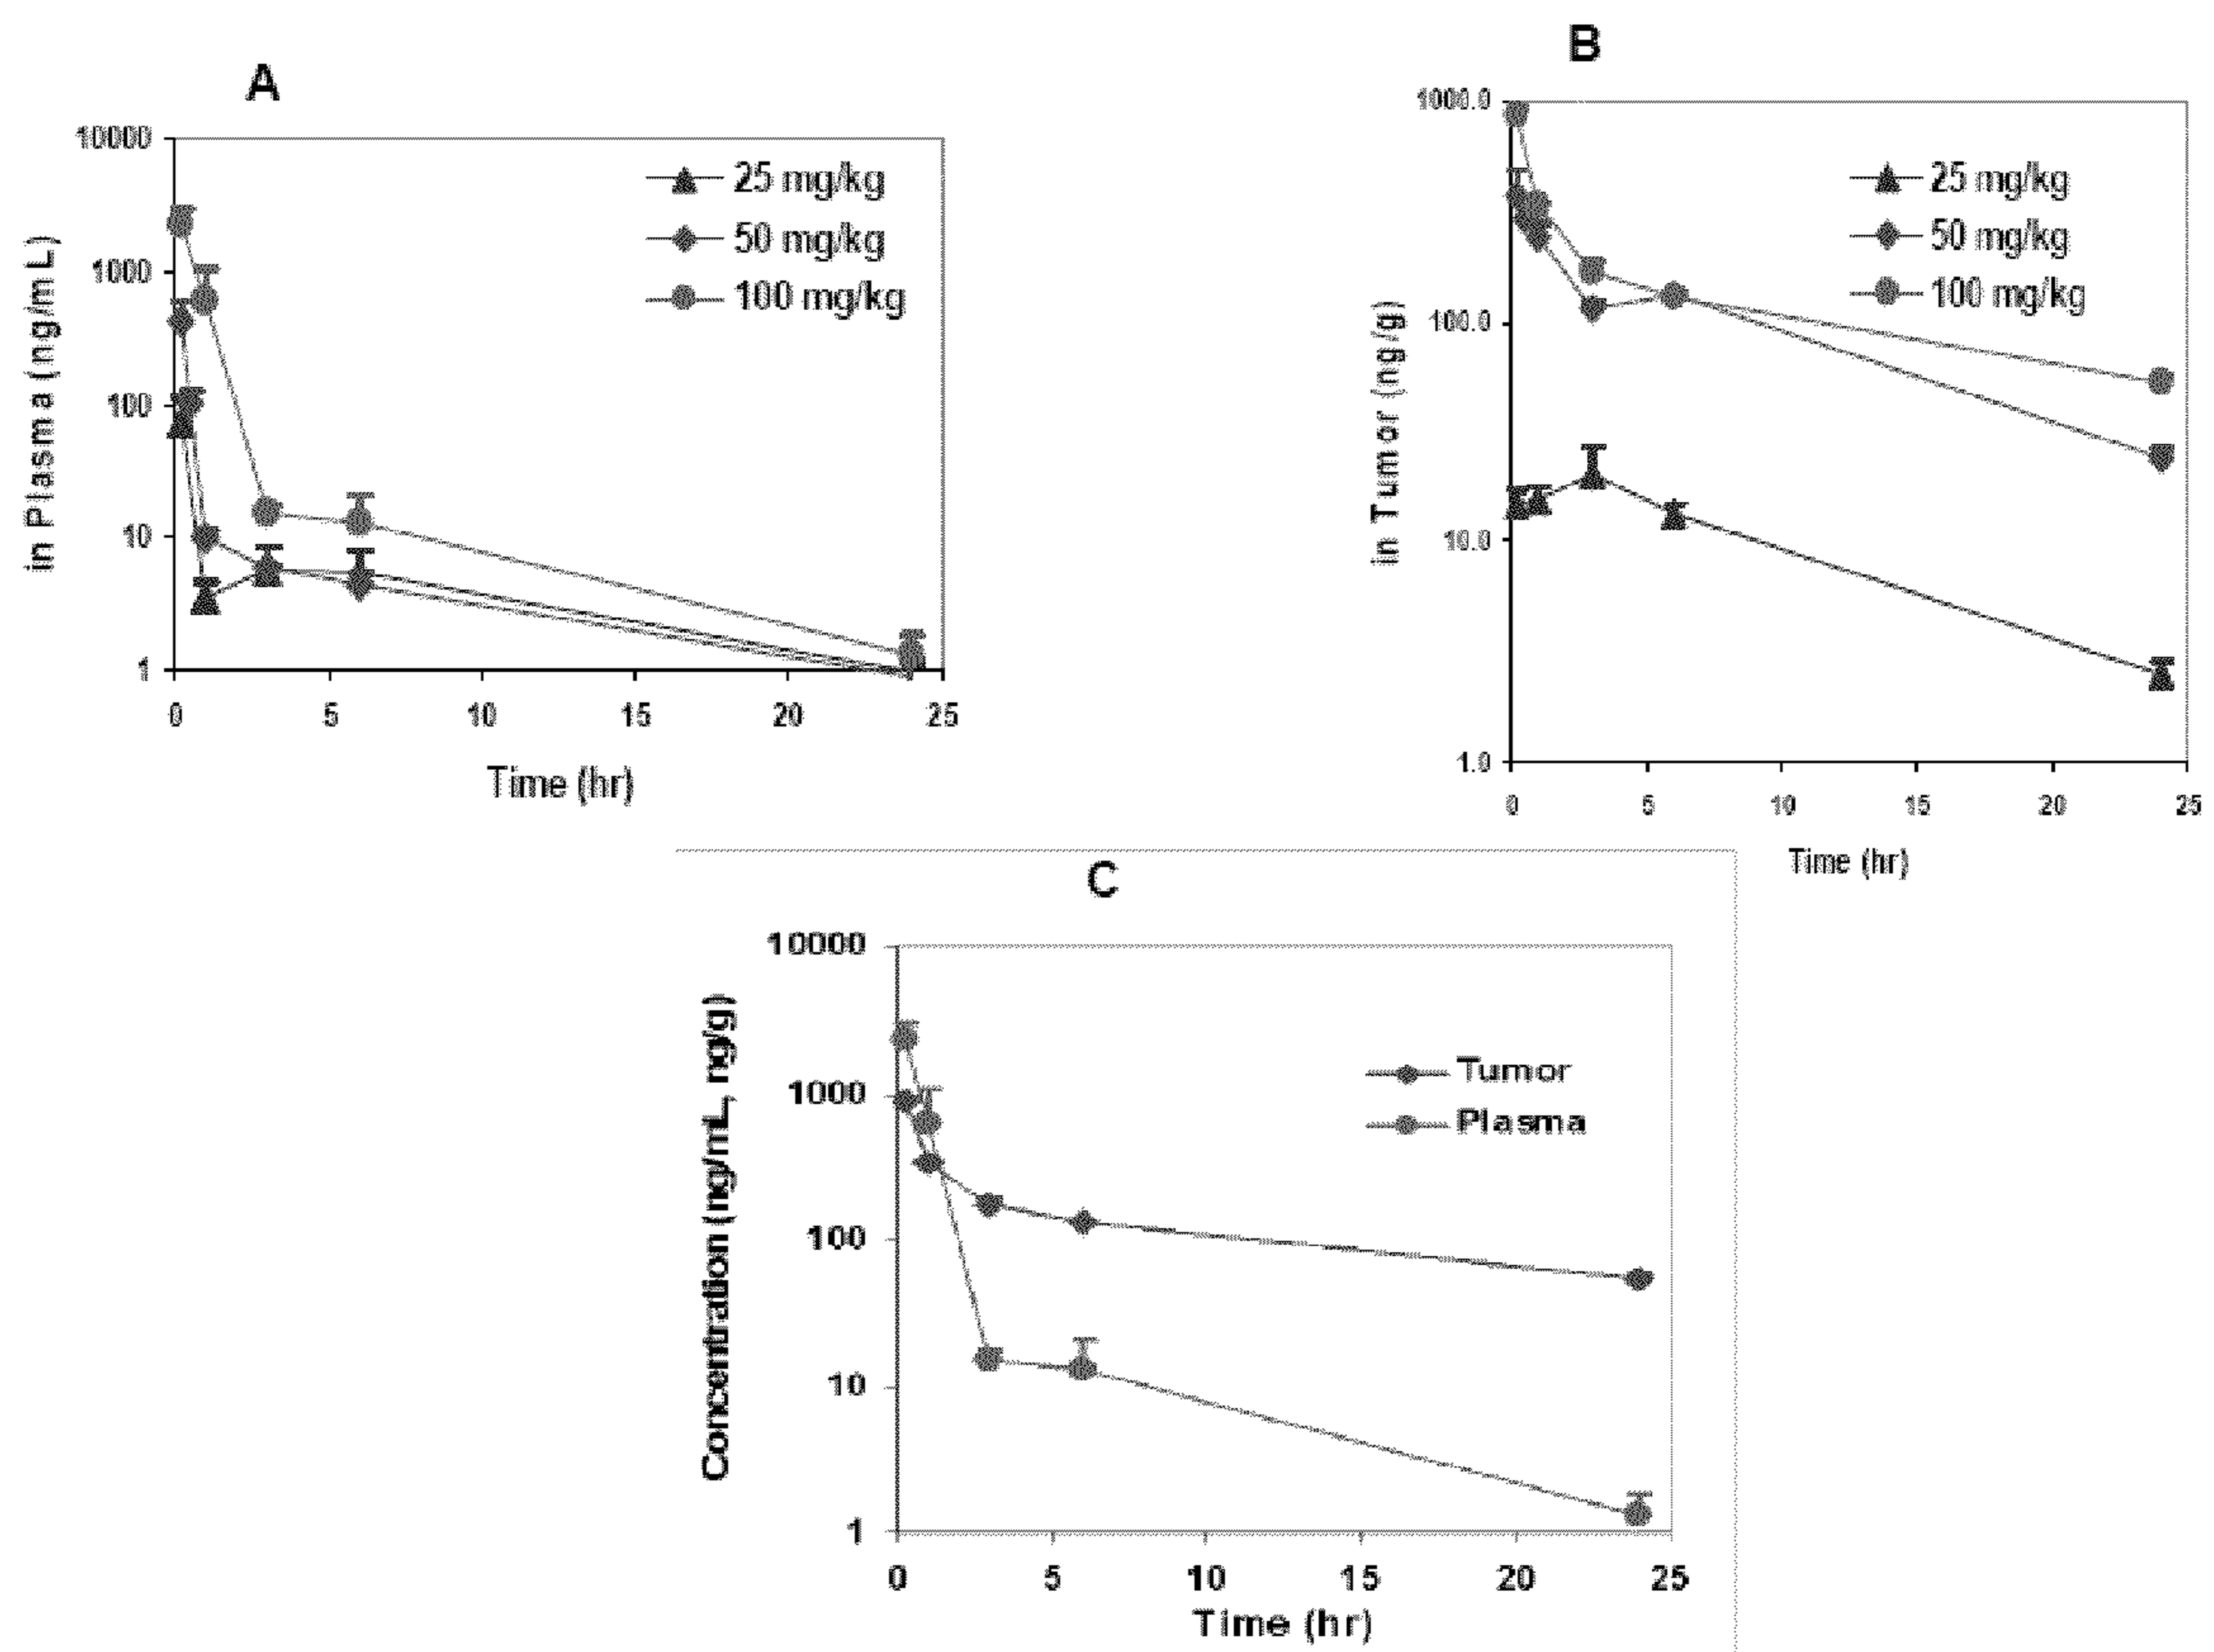 A
in Plasma (ng/mL)
10000
1000
100
10
1
25 mg/kg
50 mg/kg
100 mg/kg
0 5 10 15 20 25
Time (hr)
B
in Tumor (ng/g)
1000.0
100.0
10.0
1.0
25 mg/kg
50 mg/kg
100 mg/kg
0 5 10 15 20 25
Time (hr)
C
Concentration (ng/mL, ng/g)
10000
1000
100
10
1
Tumor
Plasma
0 5 10 15 20 25
Time (hr)